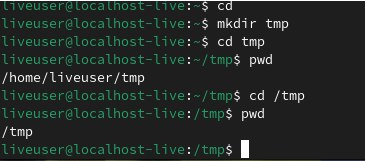 liveuser@localhost-live:~$ cd
liveuser@localhost-live:~$ mkdir tmp
liveuser@localhost-live:~$ cd tmp
liveuser@localhost-live:~/tmp$ pwd
/home/liveuser/tmp
liveuser@localhost-live:~/tmp$ cd /tmp
liveuser@localhost-live:/tmp$ pwd
/tmp
liveuser@localhost-live:/tmp$